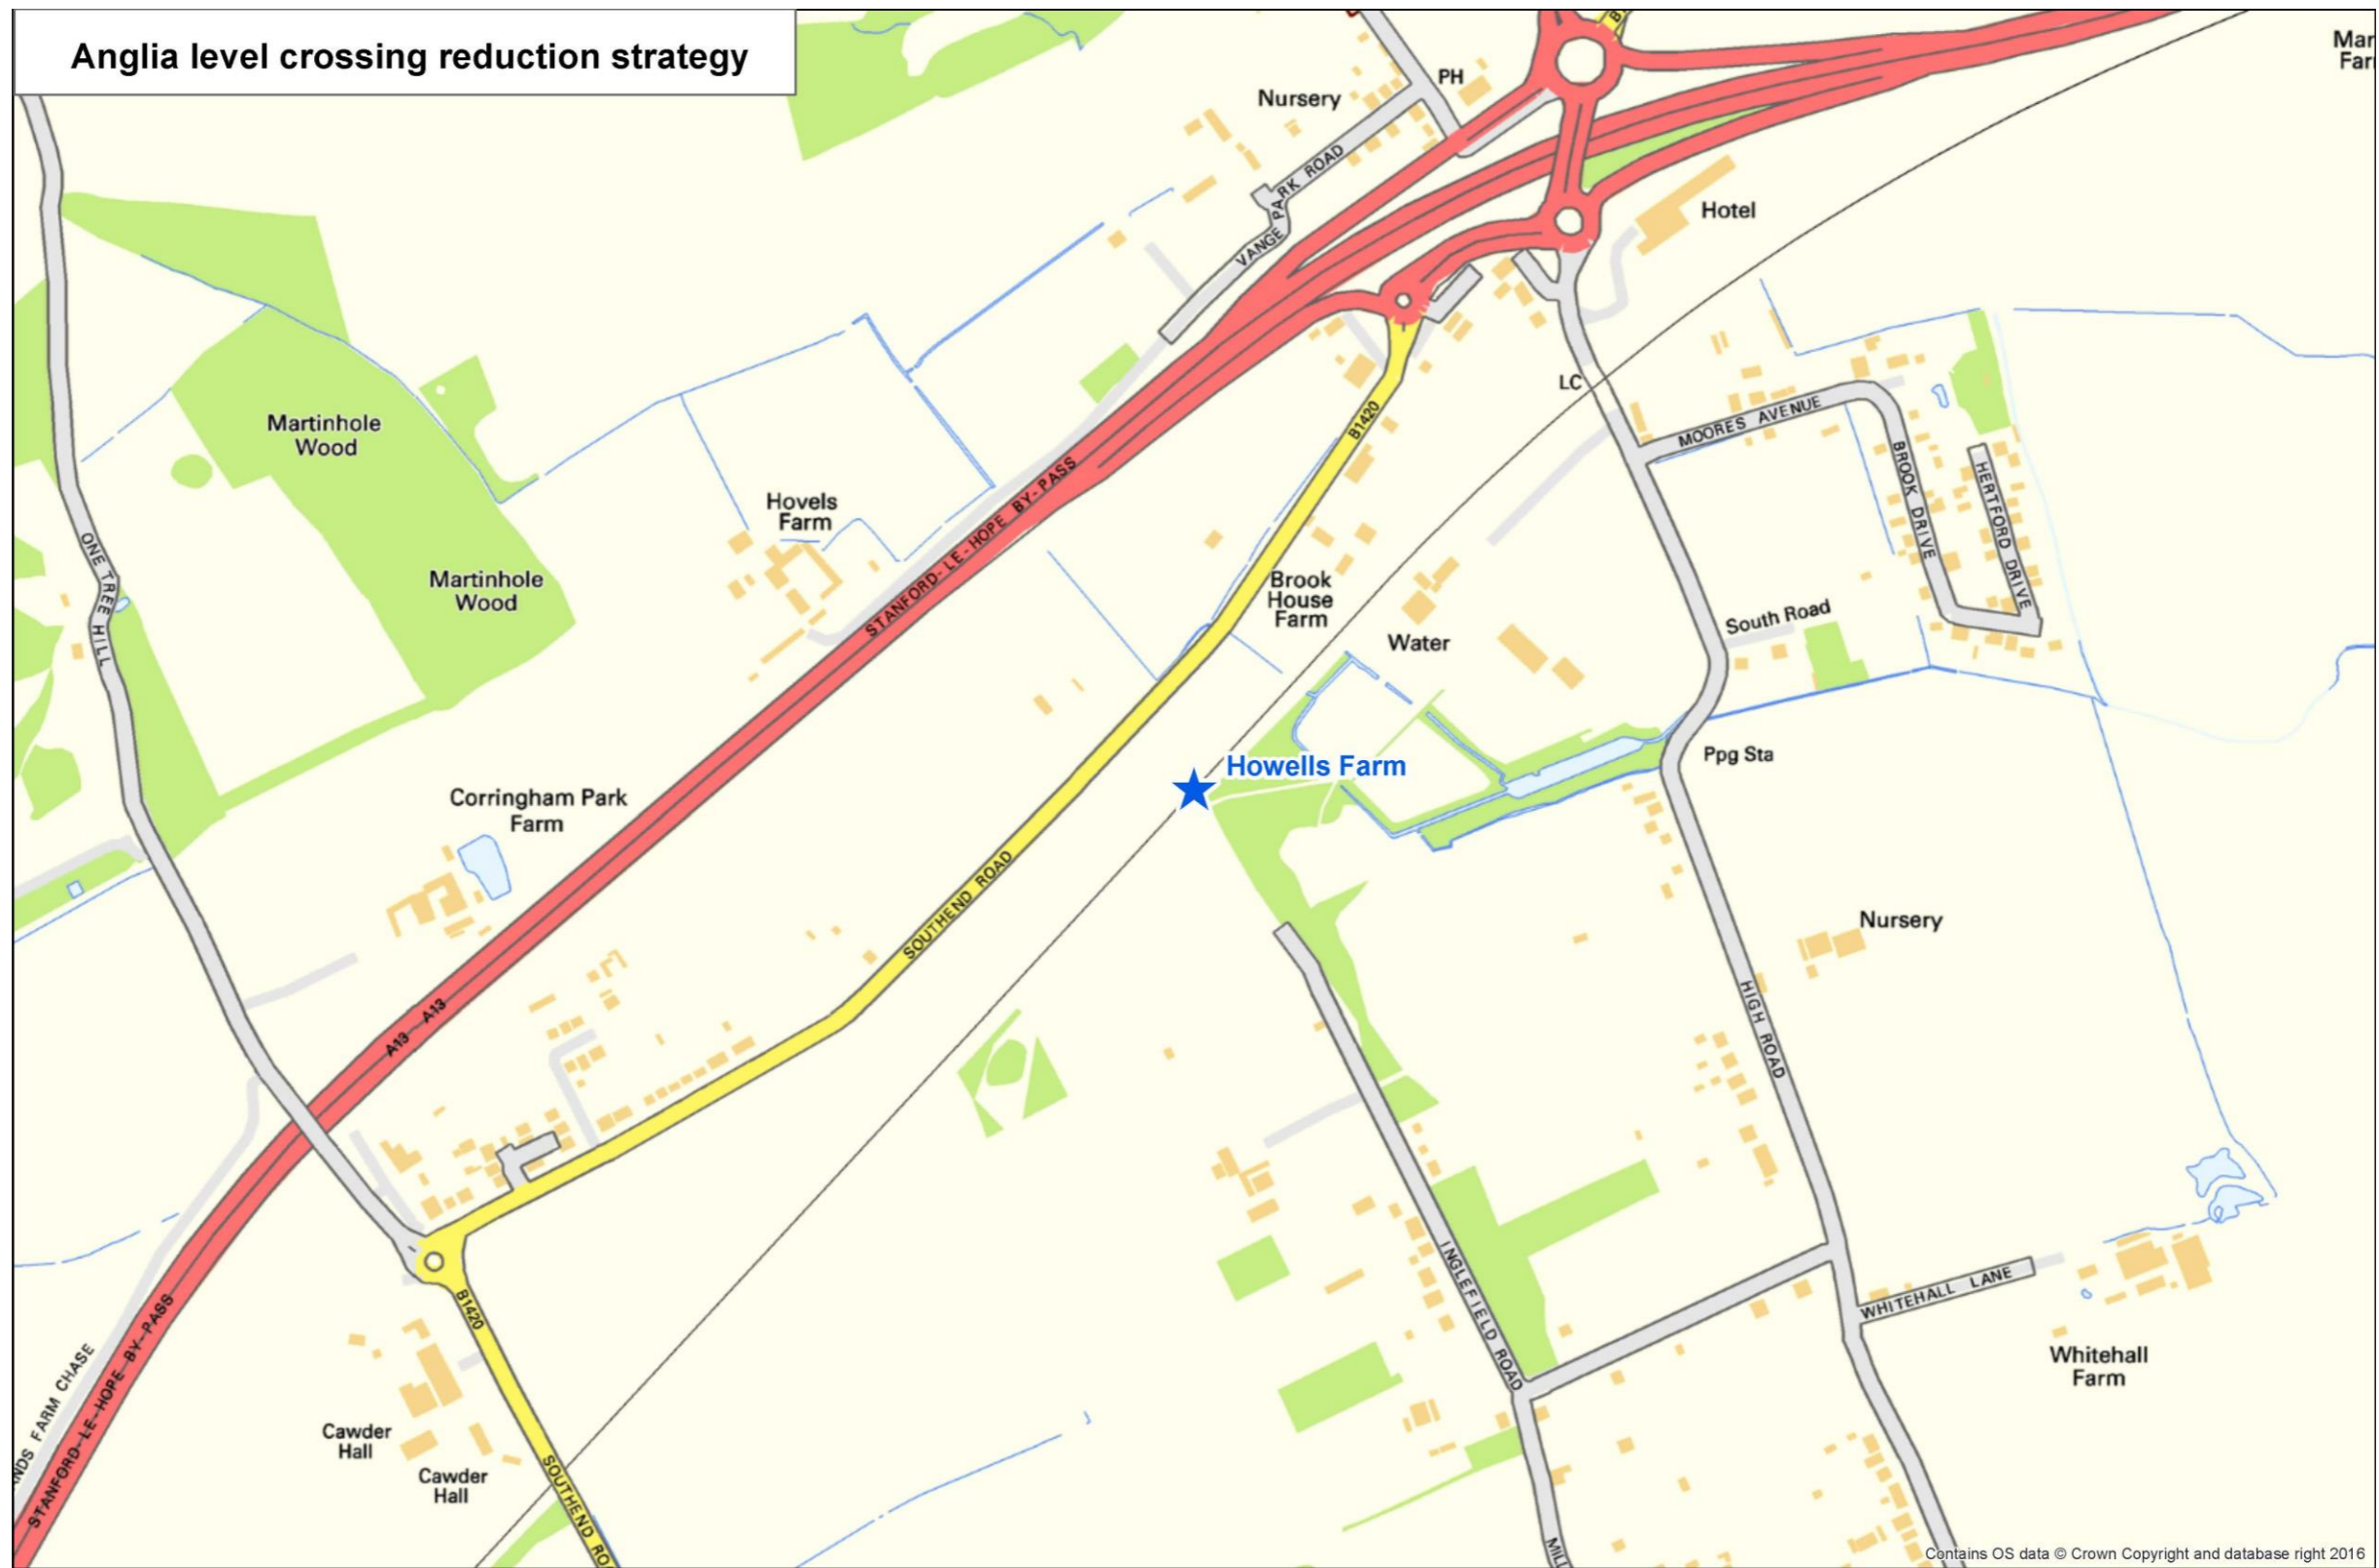 Anglia level crossing reduction strategy
Mar
Far
PH
Nursery
VANGE PARK ROAD
Hotel
LC
MOORES AVENUE
B1420
Martinhole
Wood
BROOK DRIVE
HERTFORD DRIVE
STANFORD-LE-HOPE BY-PASS
Hovels
Farm
ONE TREE HILL
Martinhole
Wood
Brook
House
Farm
Water
South Road
Ppg Sta
Howells Farm
Corringham Park
Farm
SOUTHEND ROAD
Nursery
HIGH ROAD
A13
A13
INGLEFIELD ROAD
WHITEHALL LANE
B1420
Whitehall
Farm
NDS FARM CHASE
STANFORD-LE-HOPE BY-PASS
Cawder
Hall
Cawder
Hall
SOUTHEND RO
MILL
Contains OS data © Crown Copyright and database right 2016